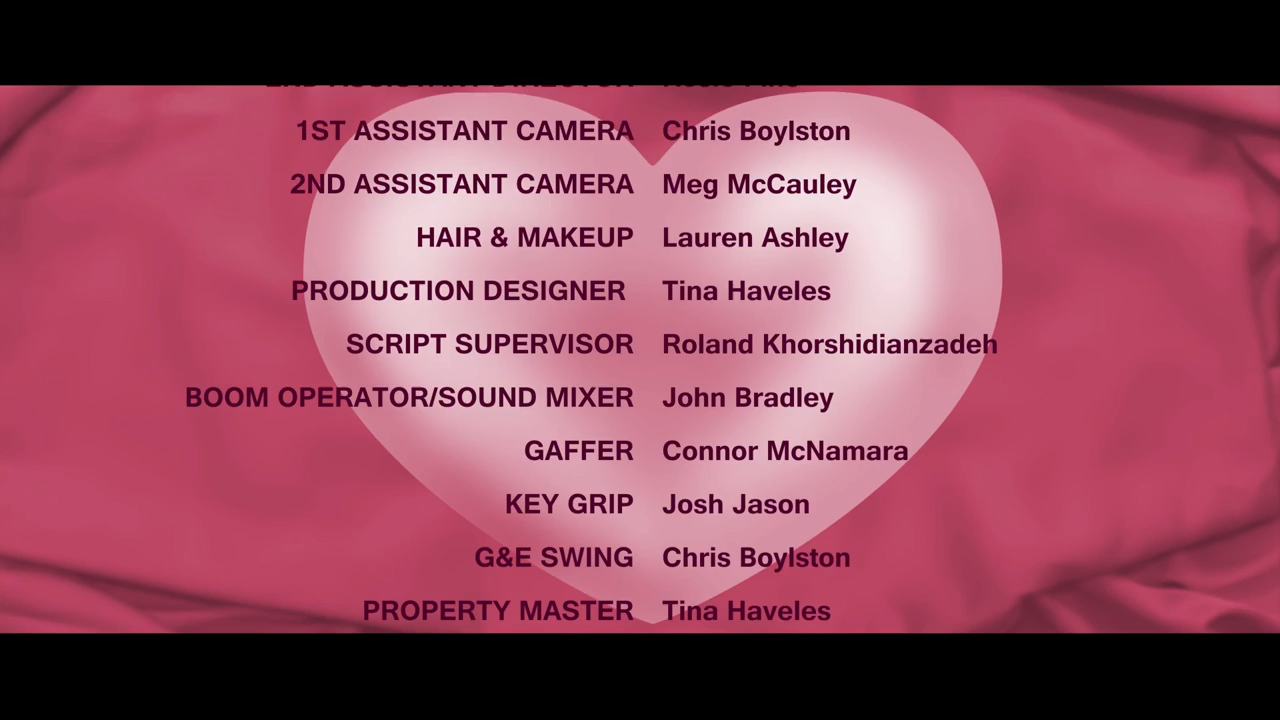 1ST ASSISTANT CAMERA Chris Boylston
2ND ASSISTANT CAMERA Meg McCauley
HAIR & MAKEUP Lauren Ashley
PRODUCTION DESIGNER Tina Haveles
SCRIPT SUPERVISOR Roland Khorshidianzadeh
BOOM OPERATOR/SOUND MIXER John Bradley
GAFFER Connor McNamara
KEY GRIP Josh Jason
G&E SWING Chris Boylston
PROPERTY MASTER Tina Haveles